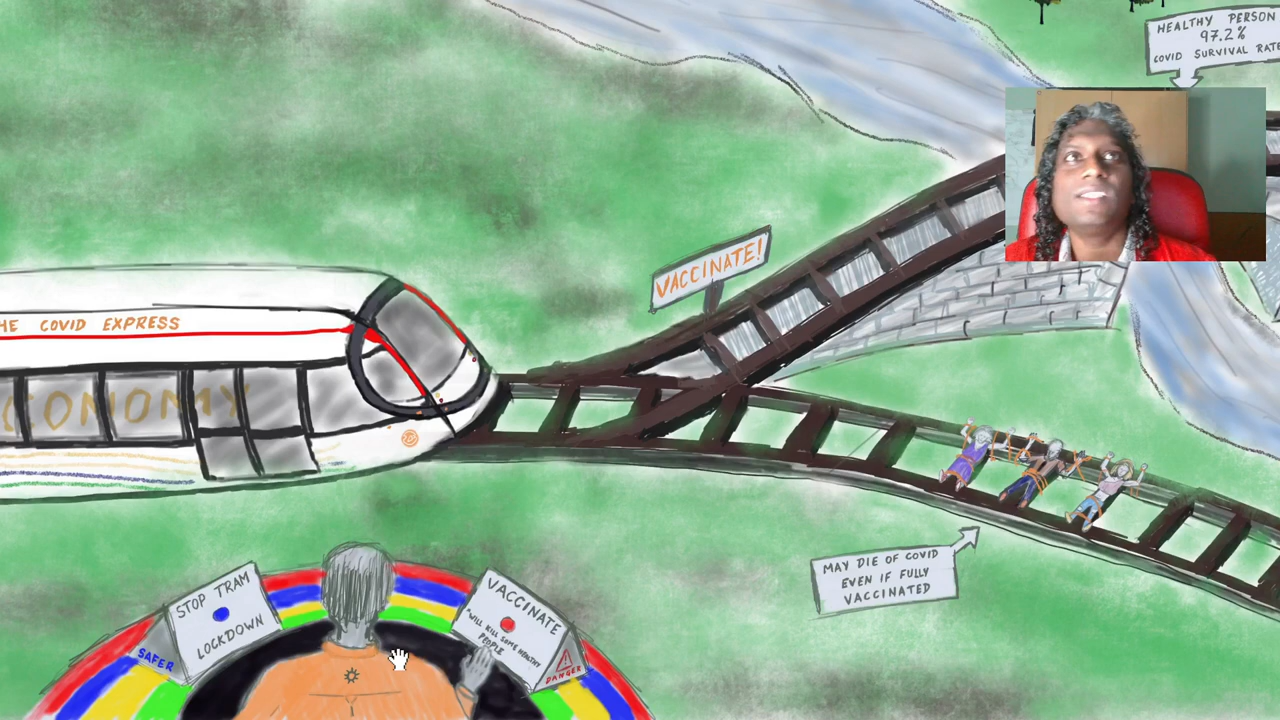 HEALTHY PERSON
97.2%
COVID SURVIVAL RATE
VACCINATE!
HE COVID EXPRESS
CONOMY
MAY DIE OF COVID
EVEN IF FULLY
VACCINATED
STOP TRAM
LOCKDOWN
SAFER
VACCINATE
"WILL KILL SOME HEALTHY
PEOPLE
DANGER